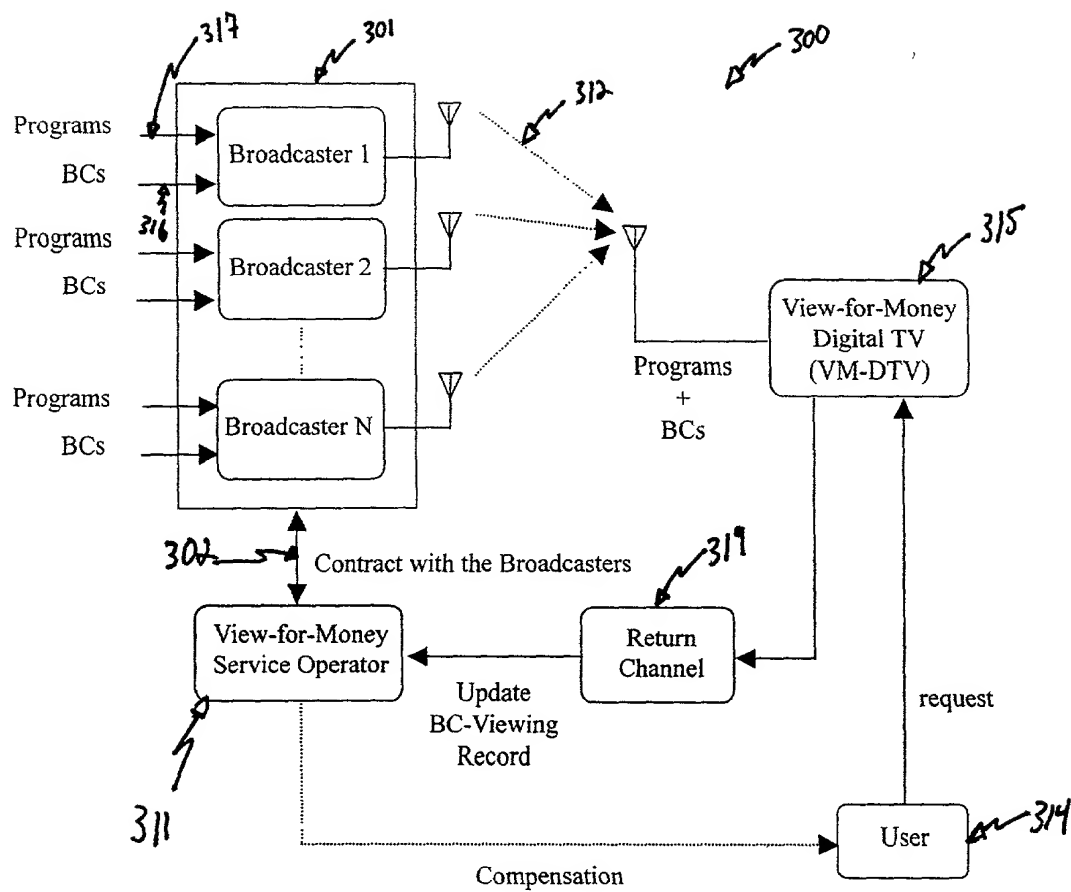 317
301
300
312
Programs
BCs
Broadcaster 1
316
Programs
BCs
Broadcaster 2
315
View-for-Money
Digital TV
(VM-DTV)
Programs
+
BCs
Programs
BCs
Broadcaster N
302
Contract with the Broadcasters
319
View-for-Money
Service Operator
Return
Channel
Update
BC-Viewing
Record
request
311
User
314
Compensation